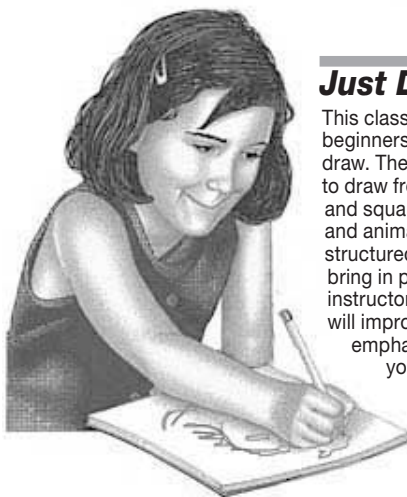 Just D
This class
beginners
draw. The
to draw fro
and squa
and anima
structured
bring in p
instructor
will impro
empha
yo